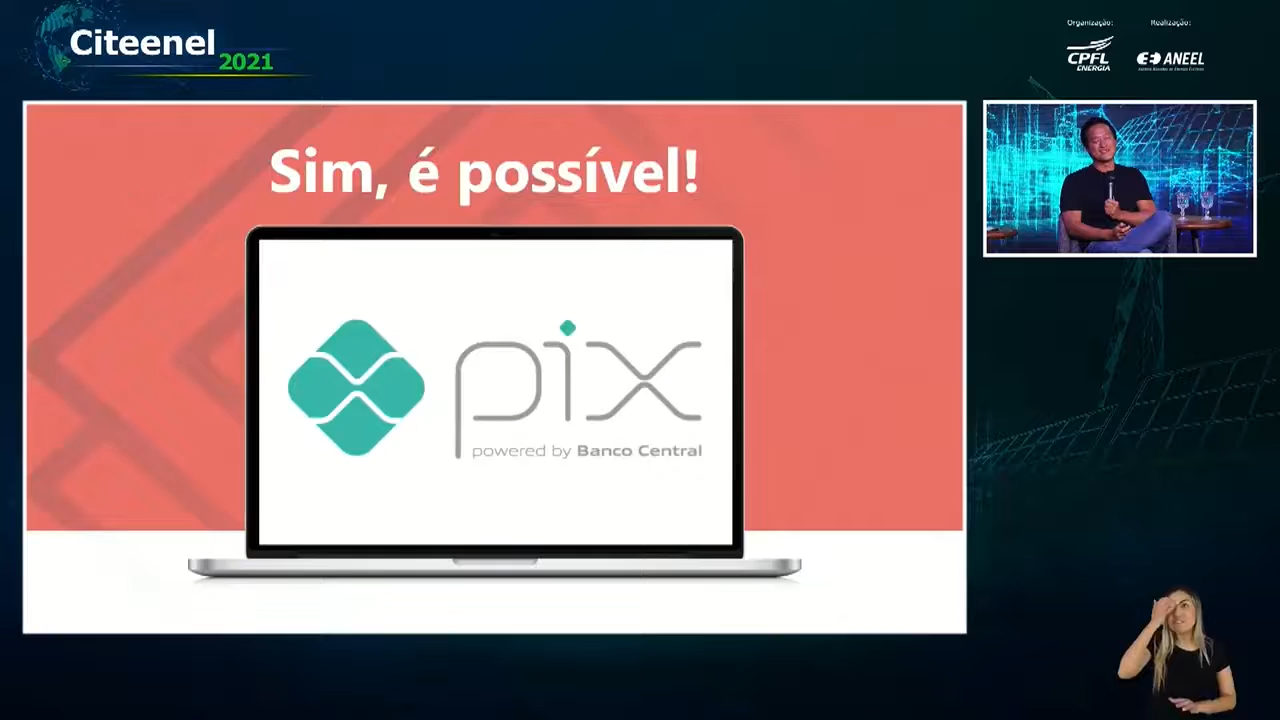 Citeenel
2021
Organização:
Realização:
CPFL
ENERGIA
ANEEL
Sim, é possível!
pix
powered by Banco Central